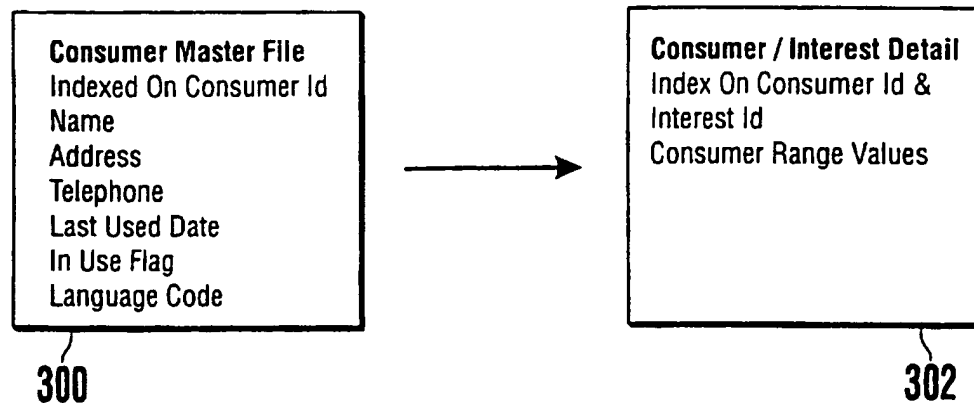 Consumer Master File
Indexed On Consumer Id
Name
Address
Telephone
Last Used Date
In Use Flag
Language Code
300
Consumer / Interest Detail
Index On Consumer Id &
Interest Id
Consumer Range Values
302